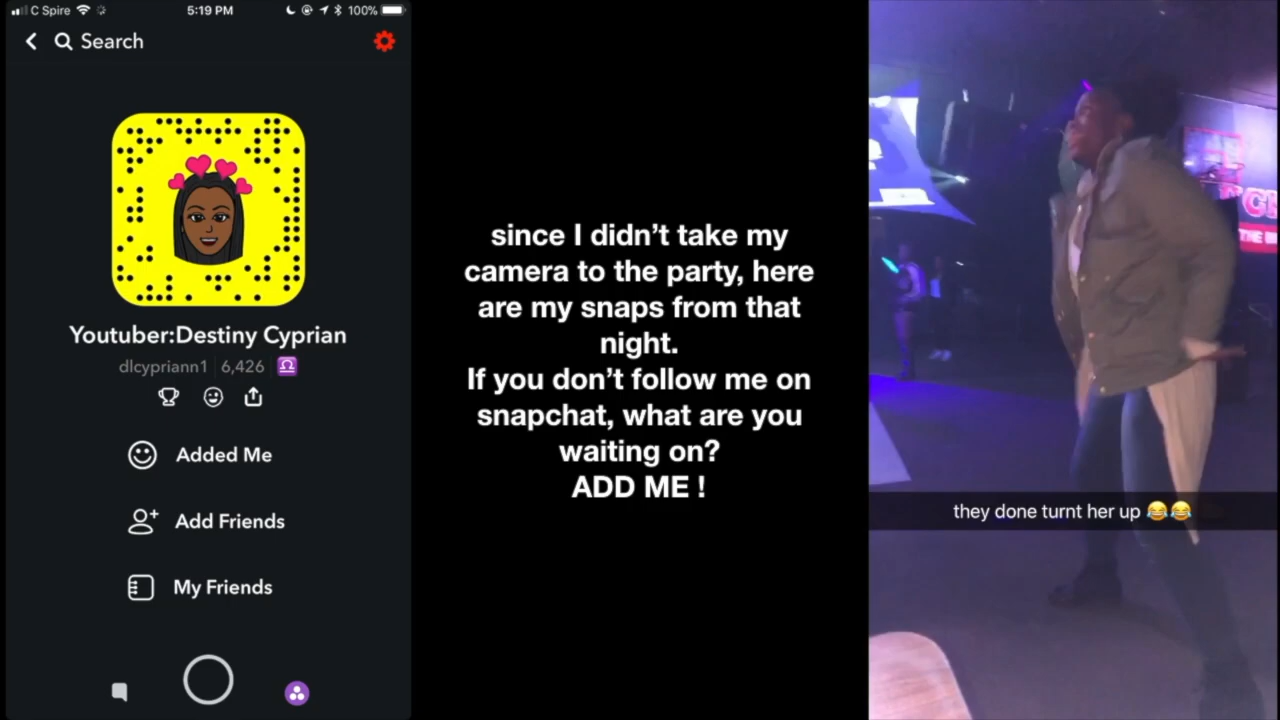 C Spire 5:19 PM 100%
Search
Youtuber:Destiny Cyprian
dlcypriann1 6,426
Added Me
Add Friends
My Friends
since I didn't take my
camera to the party, here
are my snaps from that
night.
If you don't follow me on
snapchat, what are you
waiting on?
ADD ME !
THE
they done turnt her up 😂😂